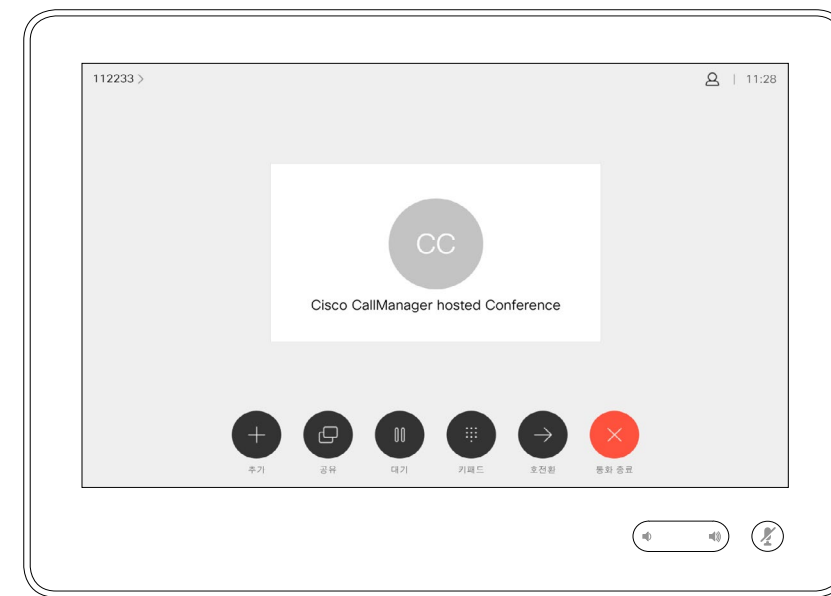 112233 >
| 11:28
CC
Cisco CallManager hosted Conference
추가
공유
대기
키패드
호전환
통화 종료